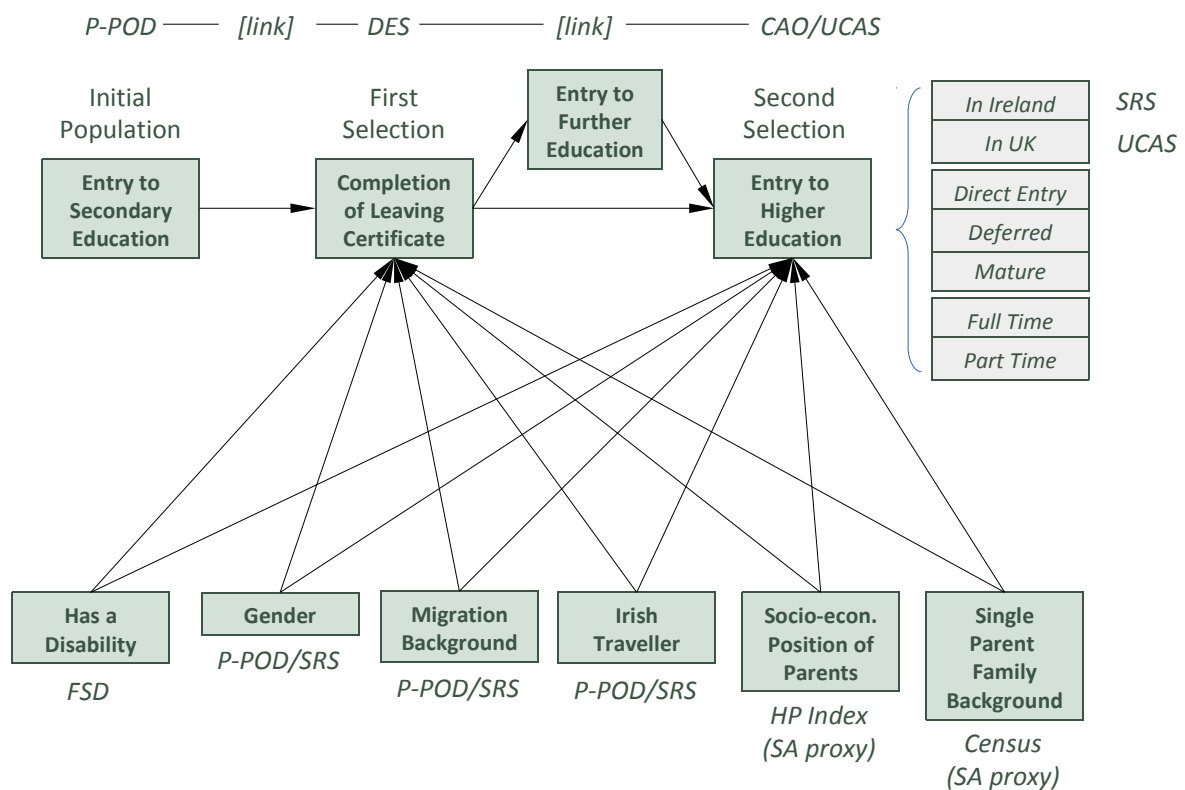 P-POD [link] DES [link] CAO/UCAS
Initial
Population
First
Selection
Entry to
Further
Education
Second
Selection
Entry to
Secondary
Education
Completion
of Leaving
Certificate
Entry to
Higher
Education
In Ireland
SRS
In UK
UCAS
Direct Entry
Deferred
Mature
Full Time
Part Time
Has a
Disability
FSD
Gender
P-POD/SRS
Migration
Background
P-POD/SRS
Irish
Traveller
P-POD/SRS
Socio-econ.
Position of
Parents
HP Index
(SA proxy)
Single
Parent
Family
Background
Census
(SA proxy)